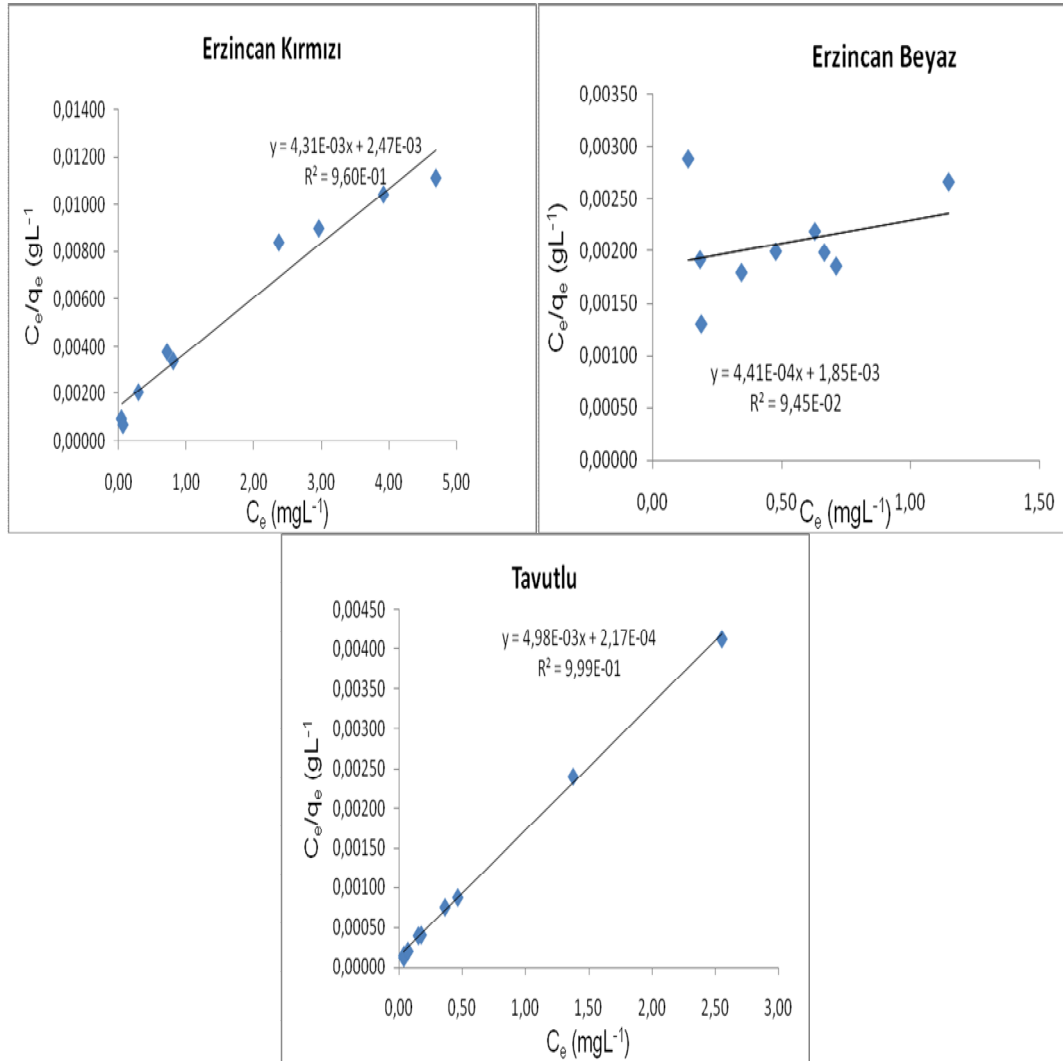 Erzincan Kırmızı
0,01400
0,01200
0,01000
0,00800
0,00600
0,00400
0,00200
0,00000
Ce/qe (gL-1
y = 4,31E-03x + 2,47E-03
R² = 9,60E-01
0,00
1,00
2,00
3,00
4,00
5,00
Ce (mgL-1)
Erzincan Beyaz
0,00350
0,00300
0,00250
0,00200
0,00150
0,00100
0,00050
0,00000
Ce/qe (gL-1)
y = 4,41E-04x + 1,85E-03
R² = 9,45E-02
0,00
0,50
1,00
1,50
Ce (mgL-1)
Tavutlu
0,00450
0,00400
0,00350
0,00300
0,00250
0,00200
0,00150
0,00100
0,00050
0,00000
Ce/qe (gL-1
y = 4,98E-03x + 2,17E-04
R² = 9,99E-01
0,00
0,50
1,00
1,50
2,00
2,50
3,00
Ce (mgL-1)